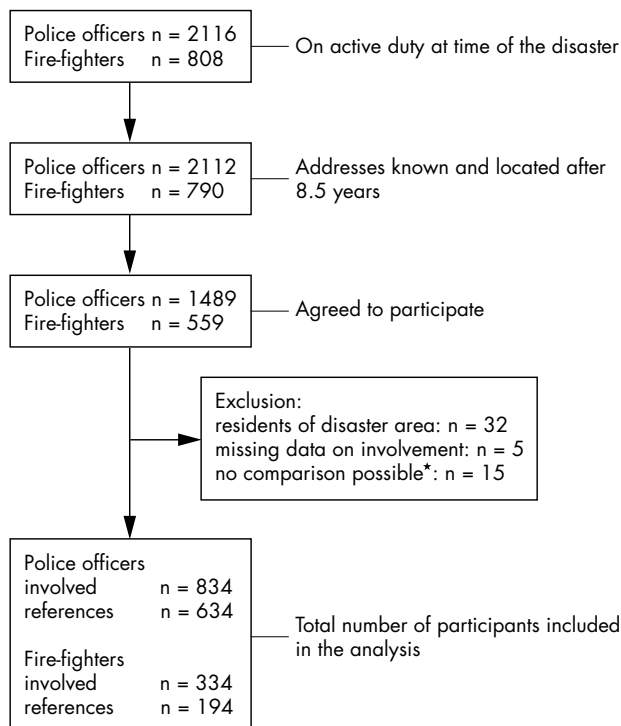 Police officers n = 2116
Fire-fighters n = 808
On active duty at time of the disaster
Police officers n = 2112
Fire-fighters n = 790
Addresses known and located after
8.5 years
Police officers n = 1489
Fire-fighters n = 559
Agreed to participate
Exclusion:
residents of disaster area: n = 32
missing data on involvement: n = 5
no comparison possible★: n = 15
Police officers
involved n = 834
references n = 634
Fire-fighters
involved n = 334
references n = 194
Total number of participants included
in the analysis